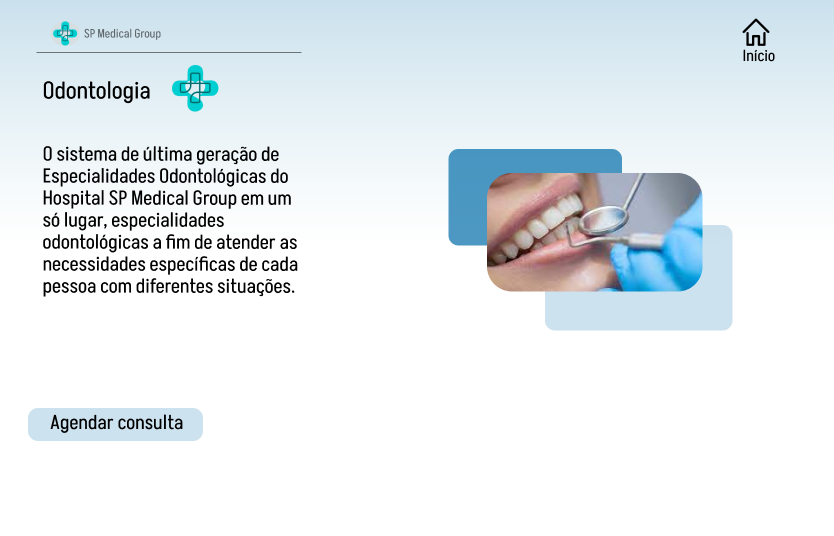 SP Medical Group
Início
Odontologia
O sistema de última geração de
Especialidades Odontológicas do
Hospital SP Medical Group em um
só lugar, especialidades
odontológicas a fim de atender as
necessidades específicas de cada
pessoa com diferentes situações.
Agendar consulta